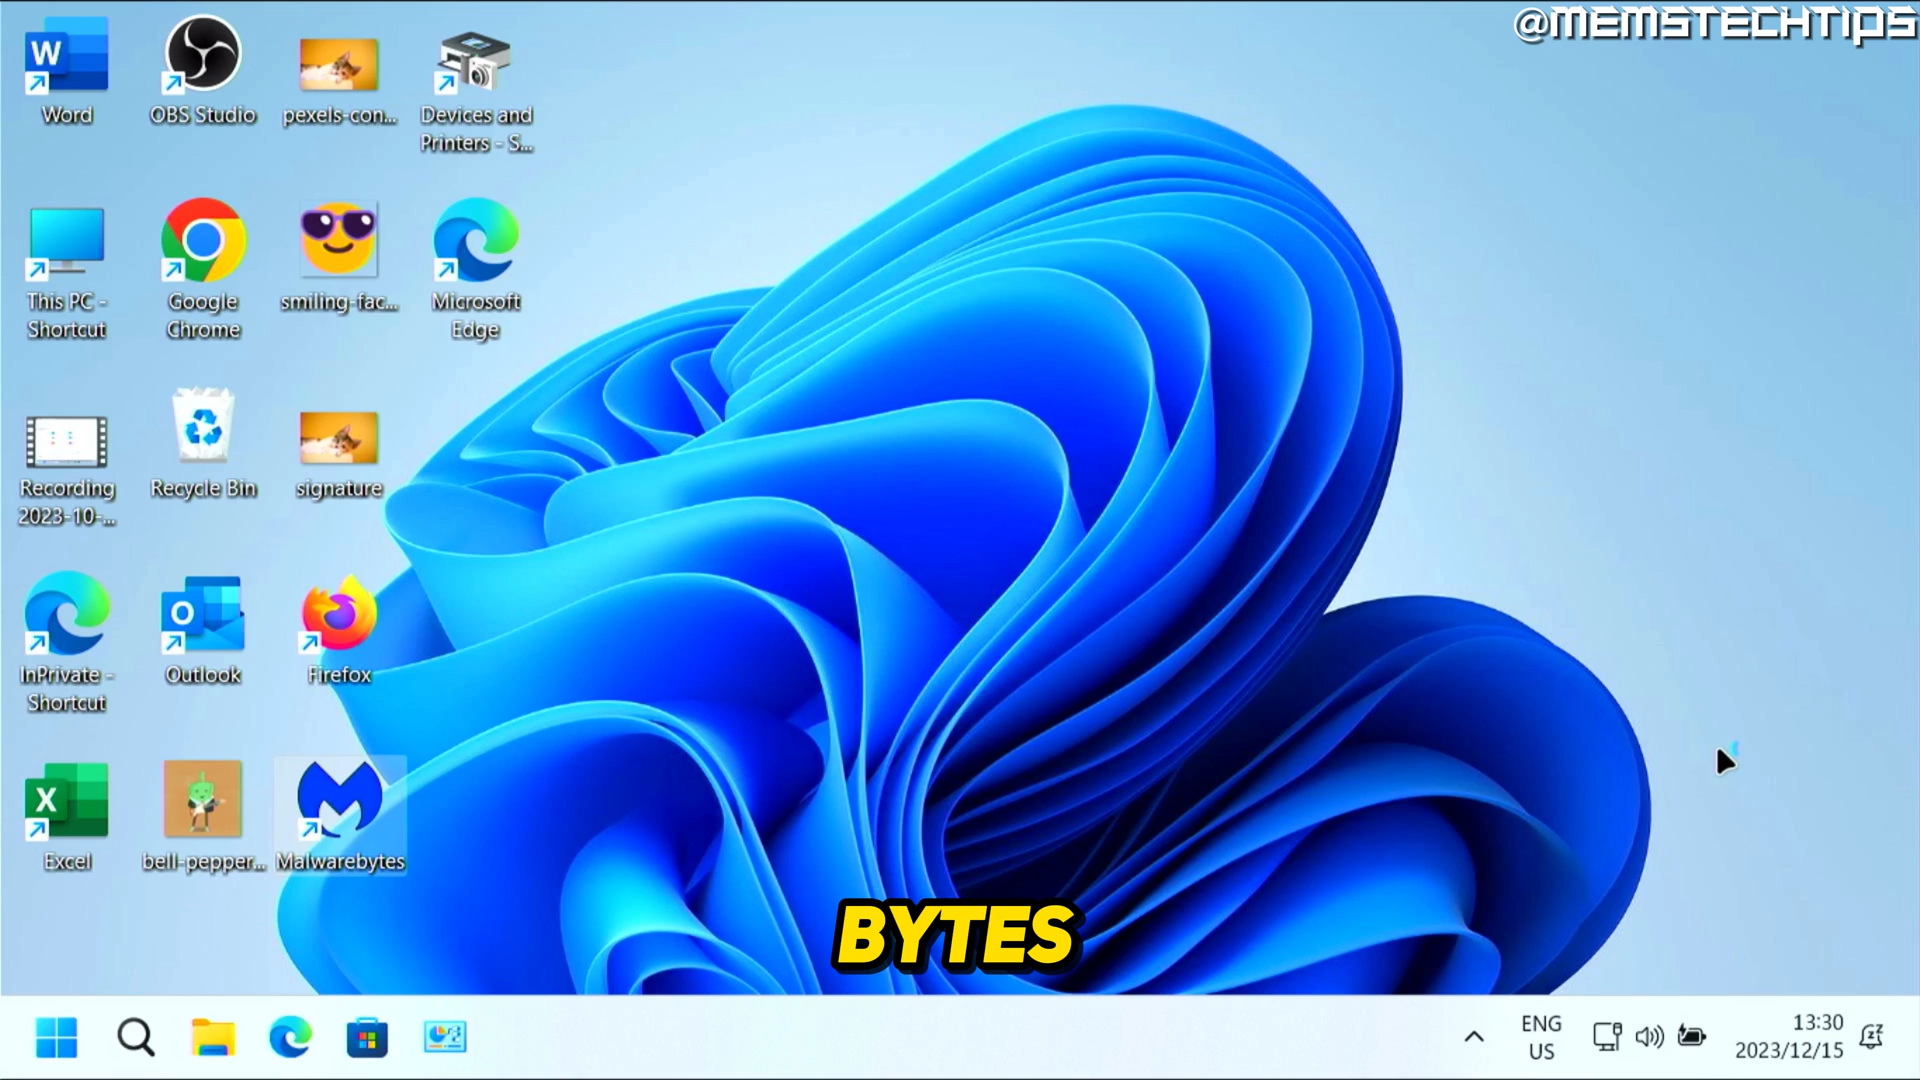 @MEMSTECHTIPS
W
Word
OBS Studio
pexels-con...
Devices and
Printers - S...
This PC -
Shortcut
Google
Chrome
smiling-fac...
Microsoft
Edge
Recording
2023-10-...
Recycle Bin
signature
InPrivate -
Shortcut
O
Outlook
Firefox
X
Excel
bell-pepper...
Malwarebytes
BYTES
ENG
US
13:30
2023/12/15